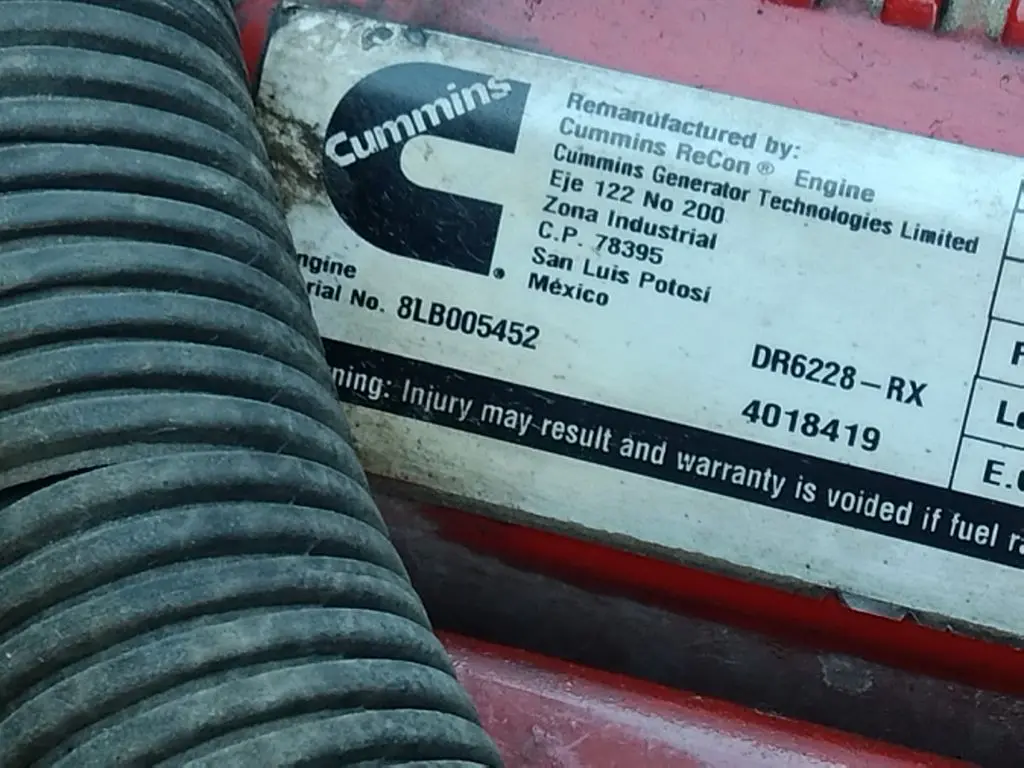 Cummins
Remanufactured by:
Cummins ReCon® Engine
Cummins Generator Technologies Limited
Eje 122 No 200
Zona Industrial
C.P. 78395
San Luis Potosí
México
ngine
rial No. 8LB005452
DR6228-RX
4018419
ning: Injury may result and warranty is voided if fuel ra
F
Lo
E.